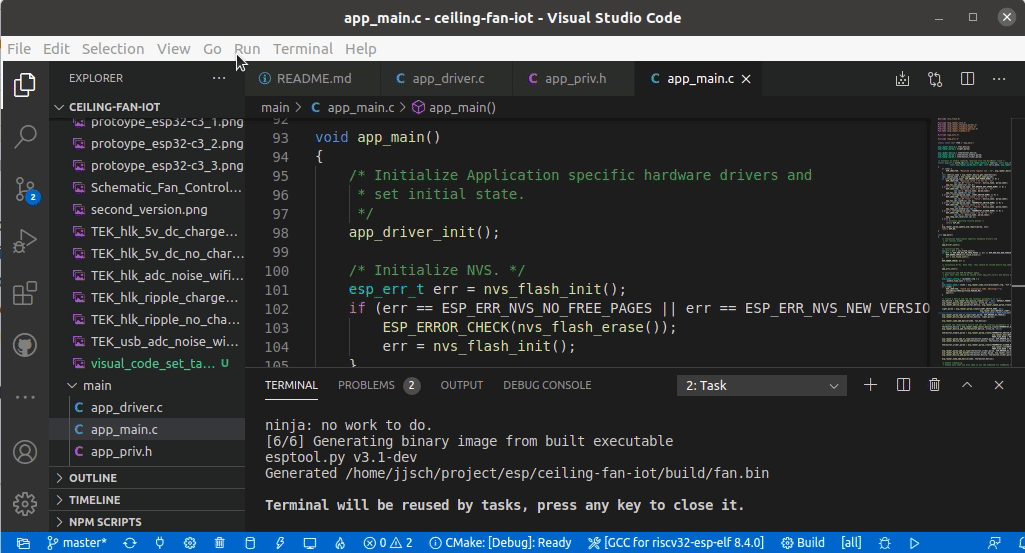 app_main.c - ceiling-fan-iot - Visual Studio Code
File Edit Selection View Go Run Terminal Help
EXPLORER
README.md app_driver.c app_priv.h app_main.c
CEILING-FAN-IOT
main > app_main.c > app_main()
protoype_esp32-c3_1.png
protoype_esp32-c3_2.png
protoype_esp32-c3_3.png
Schematic_Fan_Control...
second_version.png
TEK_hlk_5v_dc_charge...
TEK_hlk_5v_dc_no_char...
TEK_hlk_adc_noise_wifi...
TEK_hlk_ripple_charge...
TEK_hlk_ripple_no_cha...
TEK_usb_adc_noise_wi...
visual_code_set_ta... U
main
app_driver.c
app_main.c
app_priv.h
OUTLINE
TIMELINE
NPM SCRIPTS
2
92
93 void app_main()
94 {
95 /* Initialize Application specific hardware drivers and
96 * set initial state.
97 */
98 app_driver_init();
99
100 /* Initialize NVS. */
101 esp_err_t err = nvs_flash_init();
102 if (err == ESP_ERR_NVS_NO_FREE_PAGES || err == ESP_ERR_NVS_NEW_VERSIO
103 ESP_ERROR_CHECK(nvs_flash_erase());
104 err = nvs_flash_init();
105 }
TERMINAL PROBLEMS 2 OUTPUT DEBUG CONSOLE 2: Task
ninja: no work to do.
[6/6] Generating binary image from built executable
esptool.py v3.1-dev
Generated /home/jjsch/project/esp/ceiling-fan-iot/build/fan.bin
Terminal will be reused by tasks, press any key to close it.
master* 0 2 CMake: [Debug]: Ready [GCC for riscv32-esp-elf 8.4.0] Build [all]